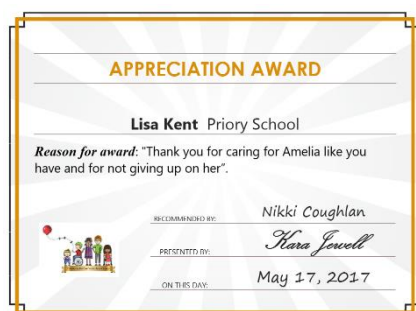 APPRECIATION AWARD
Lisa Kent Priory School
Reason for award: "Thank you for caring for Amelia like you
have and for not giving up on her".
RECOMMENDED BY: Nikki Coughlan
PRESENTED BY: Kara Jewell
ON THIS DAY: May 17, 2017